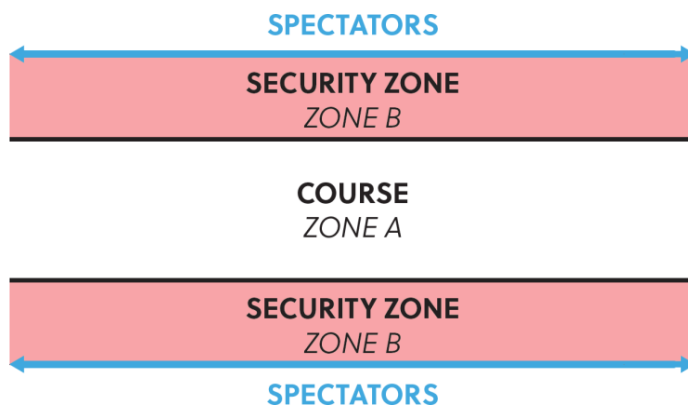 SPECTATORS
SECURITY ZONE
ZONE B
COURSE
ZONE A
SECURITY ZONE
ZONE B
SPECTATORS